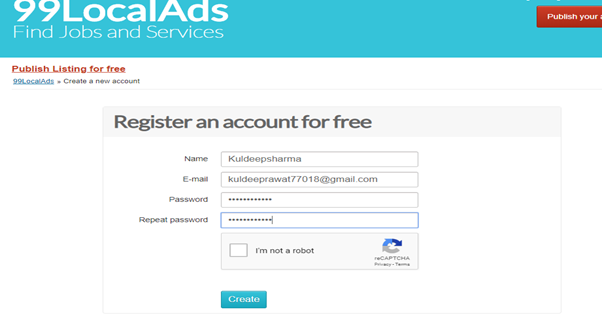 99LocalAds
Find Jobs and Services
Publish your
Publish Listing for free
99LocalAds » Create a new account
Register an account for free
Name Kuldeepsharma
E-mail kuldeeprawat77018@gmail.com
Password ••••••••••••
Repeat password ••••••••••••
I'm not a robot
reCAPTCHA
Privacy - Terms
Create